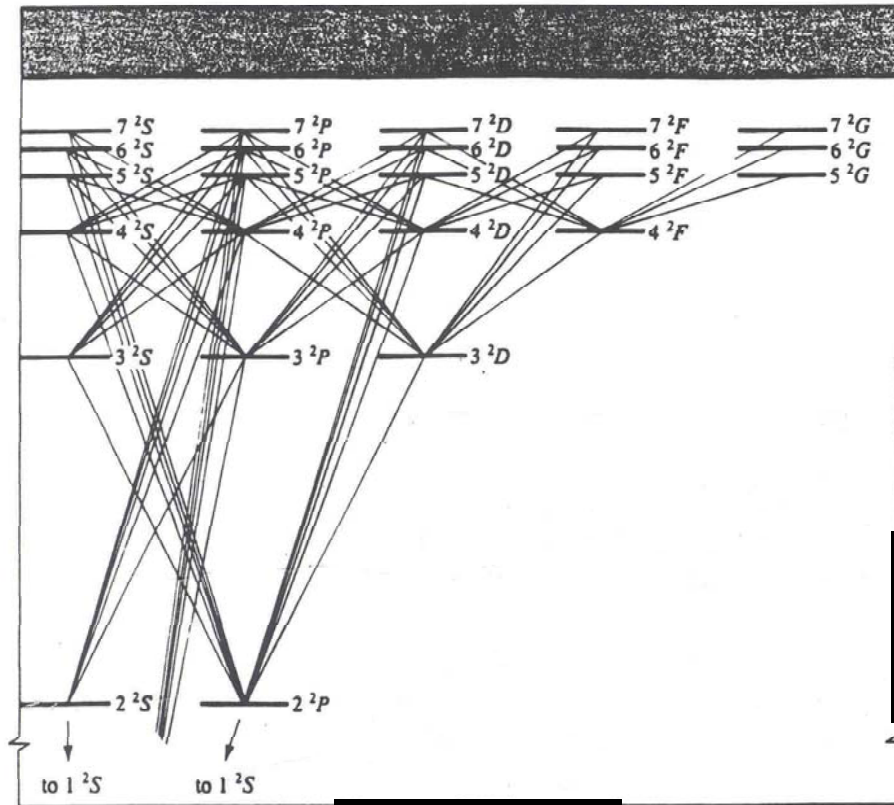 7 ²S 7 ²P 7 ²D 7 ²F 7 ²G
6 ²S 6 ²P 6 ²D 6 ²F 6 ²G
5 ²S 5 ²P 5 ²D 5 ²F 5 ²G
4 ²S 4 ²P 4 ²D 4 ²F
3 ²S 3 ²P 3 ²D
2 ²S 2 ²P
to 1 ²S to 1 ²S